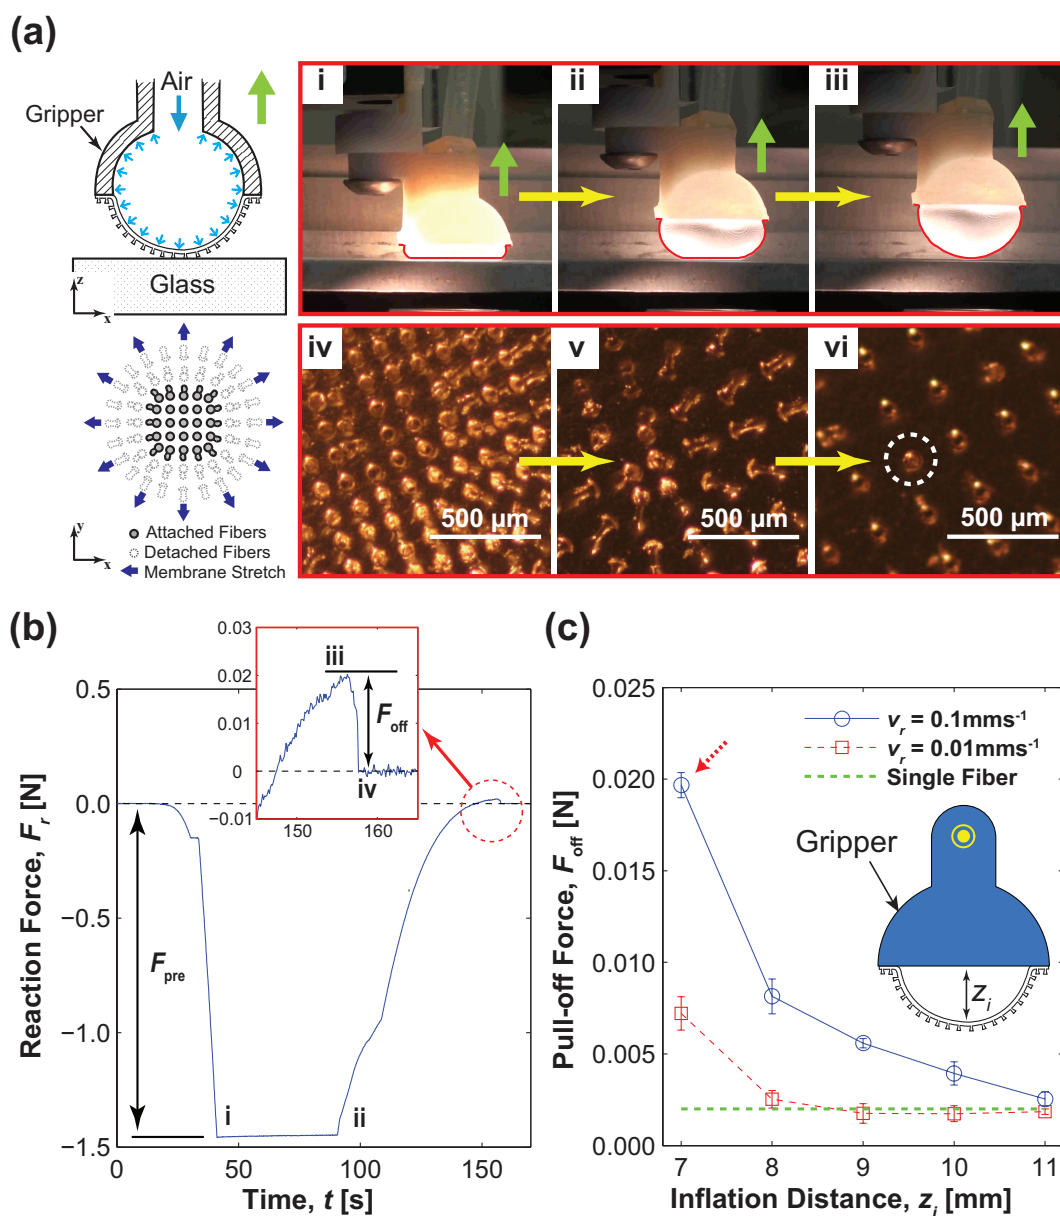 (a)
Air
Gripper
Glass
z
x
y
x
Attached Fibers
Detached Fibers
Membrane Stretch
i
ii
iii
iv
v
vi
500 µm
500 µm
500 µm
(b)
0.03
0.02
0.01
0
−0.01
150
160
iii
F_off
iv
0.5
0.0
−0.5
−1.0
−1.5
Reaction Force, F_r [N]
F_pre
i
ii
0
50
100
150
Time, t [s]
(c)
0.025
0.020
0.015
0.010
0.005
0.000
Pull-off Force, F_off [N]
v_r = 0.1mms⁻¹
v_r = 0.01mms⁻¹
Single Fiber
Gripper
z_i
7
8
9
10
11
Inflation Distance, z_i [mm]